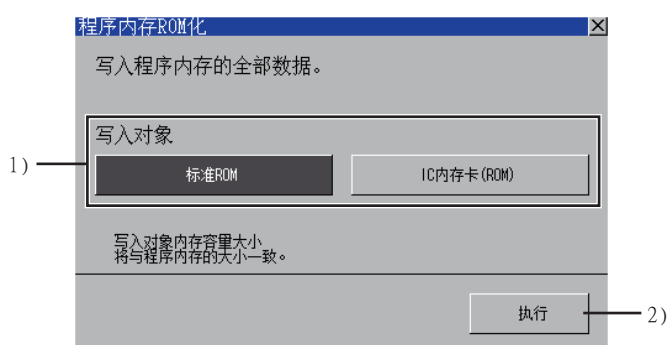 程序内存ROM化
写入程序内存的全部数据。
写入对象
1)
标准ROM
IC内存卡(ROM)
写入对象内存容量大小
将与程序内存的大小一致。
执行
2)